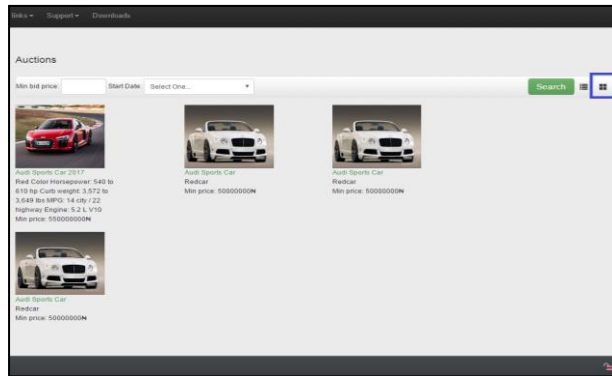 links Support Downloads
Auctions
Min bid price: Start Date: Select One... Search
Audi Sports Car 2017
Red Color Horsepower: 540 to
610 hp Curb weight: 3,572 to
3,649 lbs MPG: 14 city / 22
highway Engine: 5.2 L V10
Min price: 550000000₦
Audi Sports Car
Redcar
Min price: 50000000₦
Audi Sports Car
Redcar
Min price: 50000000₦
Audi Sports Car
Redcar
Min price: 50000000₦